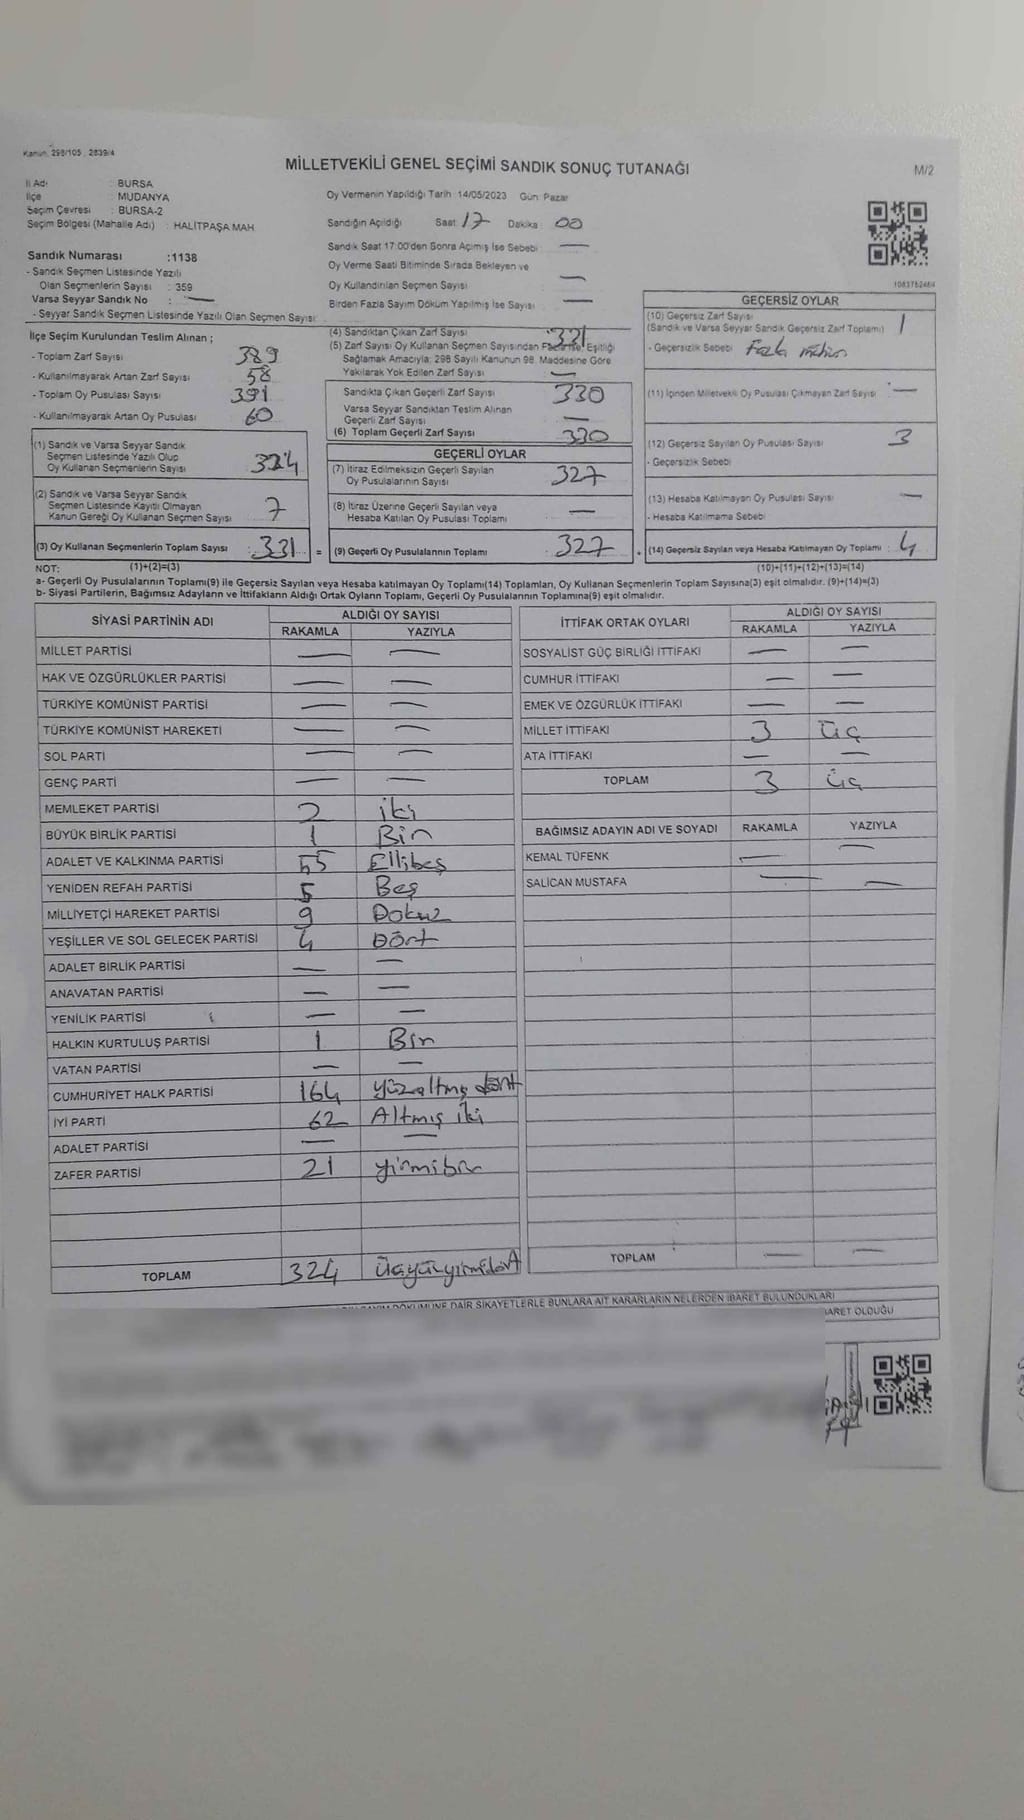 Kanun: 298/105 , 2839/4
MİLLETVEKİLİ GENEL SEÇİMİ SANDIK SONUÇ TUTANAĞI
M/2
İl Adı : BURSA
İlçe : MUDANYA
Seçim Çevresi : BURSA-2
Seçim Bölgesi (Mahalle Adı) : HALİTPAŞA MAH
Oy Vermenin Yapıldığı Tarih 14/05/2023 Gün: Pazar
Sandığın Açıldığı Saat 17 Dakika 00
Sandık Saat 17:00'den Sonra Açımış İse Sebebi —
Oy Verme Saati Bitiminde Sırada Bekleyen ve
Oy Kullandırılan Seçmen Sayısı —
Birden Fazla Sayım Döküm Yapılmış İse Sayısı —
1083762464
Sandık Numarası :1138
- Sandık Seçmen Listesinde Yazılı
Olan Seçmenlerin Sayısı : 359
Varsa Seyyar Sandık No : —
- Seyyar Sandık Seçmen Listesinde Yazılı Olan Seçmen Sayısı:
İlçe Seçim Kurulundan Teslim Alınan ;
- Toplam Zarf Sayısı 389
- Kullanılmayarak Artan Zarf Sayısı 58
- Toplam Oy Pusulası Sayısı 391
- Kullanılmayarak Artan Oy Pusulası 60
(1) Sandık ve Varsa Seyyar Sandık
Seçmen Listesinde Yazılı Olup
Oy Kullanan Seçmenlerin Sayısı 324
(2) Sandık ve Varsa Seyyar Sandık
Seçmen Listesinde Kayıtlı Olmayan
Kanun Gereği Oy Kullanan Seçmen Sayısı 7
(3) Oy Kullanan Seçmenlerin Toplam Sayısı : 331 =
(4) Sandıktan Çıkan Zarf Sayısı 331
(5) Zarf Sayısı Oy Kullanan Seçmen Sayısından Fazla ise, Eşitliği
Sağlamak Amacıyla; 298 Sayılı Kanunun 98. Maddesine Göre
Yakılarak Yok Edilen Zarf Sayısı —
Sandıkta Çıkan Geçerli Zarf Sayısı 330
Varsa Seyyar Sandıktan Teslim Alınan
Geçerli Zarf Sayısı —
(6) Toplam Geçerli Zarf Sayısı 330
GEÇERLİ OYLAR
(7) İtiraz Edilmeksizin Geçerli Sayılan
Oy Pusulalarının Sayısı 327
(8) İtiraz Üzerine Geçerli Sayılan veya
Hesaba Katılan Oy Pusulası Toplamı —
(9) Geçerli Oy Pusulalarının Toplamı 327
GEÇERSİZ OYLAR
(10) Geçersiz Zarf Sayısı
(Sandık ve Varsa Seyyar Sandık Geçersiz Zarf Toplamı) 1
- Geçersizlik Sebebi Fazla mühür
(11) İçinden Milletvekili Oy Pusulası Çıkmayan Zarf Sayısı —
(12) Geçersiz Sayılan Oy Pusulası Sayısı 3
- Geçersizlik Sebebi
(13) Hesaba Katılmayan Oy Pusulası Sayısı —
- Hesaba Katılmama Sebebi
(14) Geçersiz Sayılan veya Hesaba Katılmayan Oy Toplamı : 4
NOT: (1)+(2)=(3) (10)+(11)+(12)+(13)=(14)
a- Geçerli Oy Pusulalarının Toplamı(9) ile Geçersiz Sayılan veya Hesaba katılmayan Oy Toplamı(14) Toplamları, Oy Kullanan Seçmenlerin Toplam Sayısına(3) eşit olmalıdır. (9)+(14)=(3)
b- Siyasi Partilerin, Bağımsız Adayların ve İttifakların Aldığı Ortak Oyların Toplamı, Geçerli Oy Pusulalarının Toplamına(9) eşit olmalıdır.
SİYASİ PARTİNİN ADI ALDIĞI OY SAYISI
RAKAMLA YAZIYLA
MİLLET PARTİSİ — —
HAK VE ÖZGÜRLÜKLER PARTİSİ — —
TÜRKİYE KOMÜNİST PARTİSİ — —
TÜRKİYE KOMÜNİST HAREKETİ — —
SOL PARTİ — —
GENÇ PARTİ — —
MEMLEKET PARTİSİ 2 iki
BÜYÜK BİRLİK PARTİSİ 1 Bir
ADALET VE KALKINMA PARTİSİ 55 Ellibeş
YENİDEN REFAH PARTİSİ 5 Beş
MİLLİYETÇİ HAREKET PARTİSİ 9 Dokuz
YEŞİLLER VE SOL GELECEK PARTİSİ 4 Dört
ADALET BİRLİK PARTİSİ — —
ANAVATAN PARTİSİ — —
YENİLİK PARTİSİ — —
HALKIN KURTULUŞ PARTİSİ 1 Bir
VATAN PARTİSİ — —
CUMHURİYET HALK PARTİSİ 164 yüzaltmış dört
İYİ PARTİ 62 Altmış iki
ADALET PARTİSİ — —
ZAFER PARTİSİ 21 yirmibir
TOPLAM 324 üçyüzyirmidört
İTTİFAK ORTAK OYLARI ALDIĞI OY SAYISI
RAKAMLA YAZIYLA
SOSYALİST GÜÇ BİRLİĞİ İTTİFAKI — —
CUMHUR İTTİFAKI — —
EMEK VE ÖZGÜRLÜK İTTİFAKI — —
MİLLET İTTİFAKI 3 üç
ATA İTTİFAKI — —
TOPLAM 3 üç
BAĞIMSIZ ADAYIN ADI VE SOYADI RAKAMLA YAZIYLA
KEMAL TÜFENK — —
SALİCAN MUSTAFA — —
TOPLAM — —
DÖKÜMÜNE DAİR ŞİKAYETLERLE BUNLARA AİT KARARLARIN NELERDEN İBARET BULUNDUKLARI
İBARET OLDUĞU